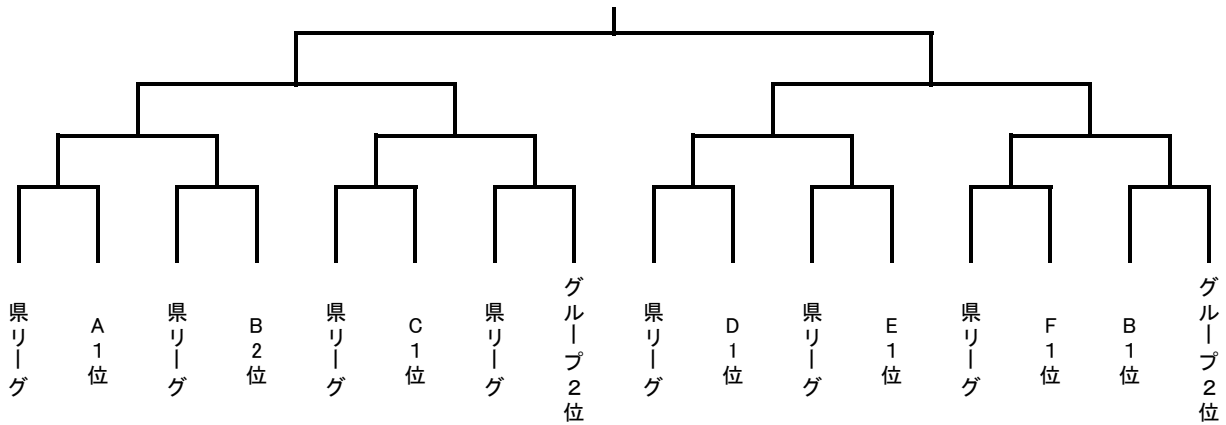 県リーグ
A1位
県リーグ
B2位
県リーグ
C1位
県リーグ
グループ2位
県リーグ
D1位
県リーグ
E1位
県リーグ
F1位
B1位
グループ2位